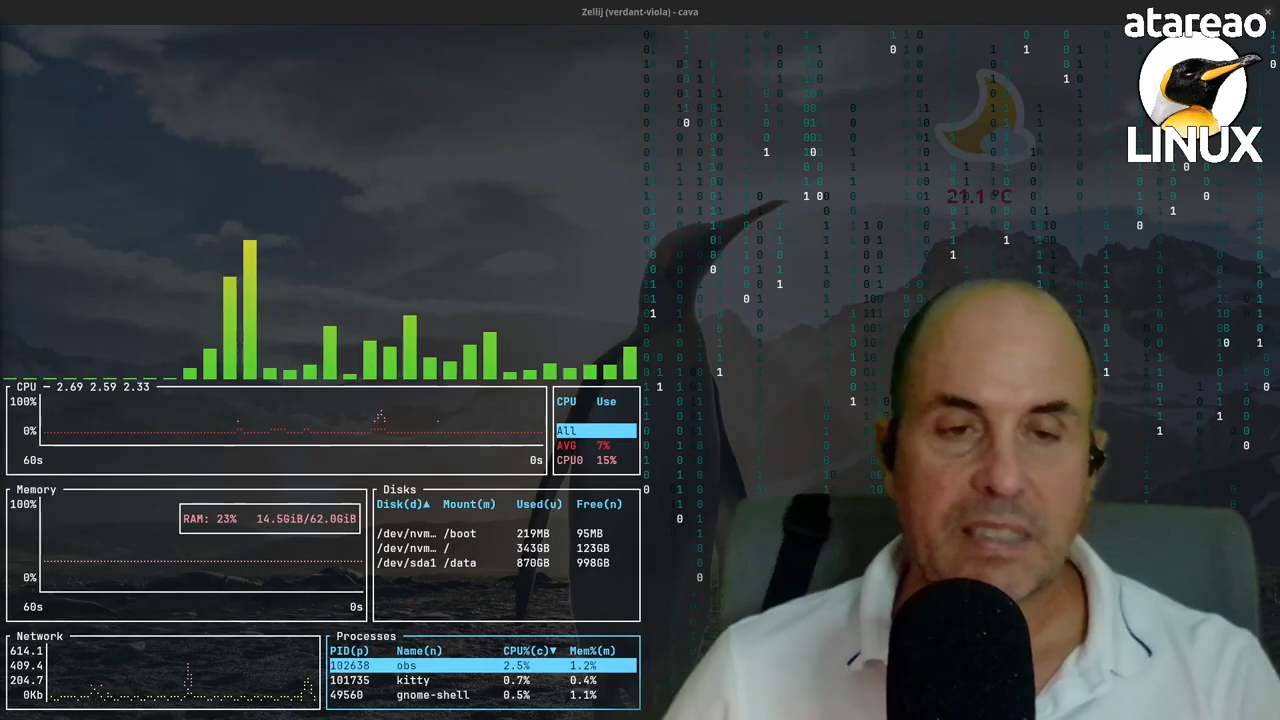 Zellij (verdant-viola) - cava
atareao
LINUX
21.1 °C
CPU — 2.69 2.59 2.33
100%
0%
60s 0s
CPU Use
All
AVG 7%
CPU0 15%
Memory
100%
RAM: 23% 14.5GiB/62.0GiB
0%
60s 0s
Disks
Disk(d)▲ Mount(m) Used(u) Free(n)
/dev/nvm… /boot 219MB 95MB
/dev/nvm… / 343GB 123GB
/dev/sda1 /data 870GB 998GB
Network
614.1
409.4
204.7
0Kb
Processes
PID(p) Name(n) CPU%(c)▼ Mem%(m)
102638 obs 2.5% 1.2%
101735 kitty 0.7% 0.4%
49560 gnome-shell 0.5% 1.1%